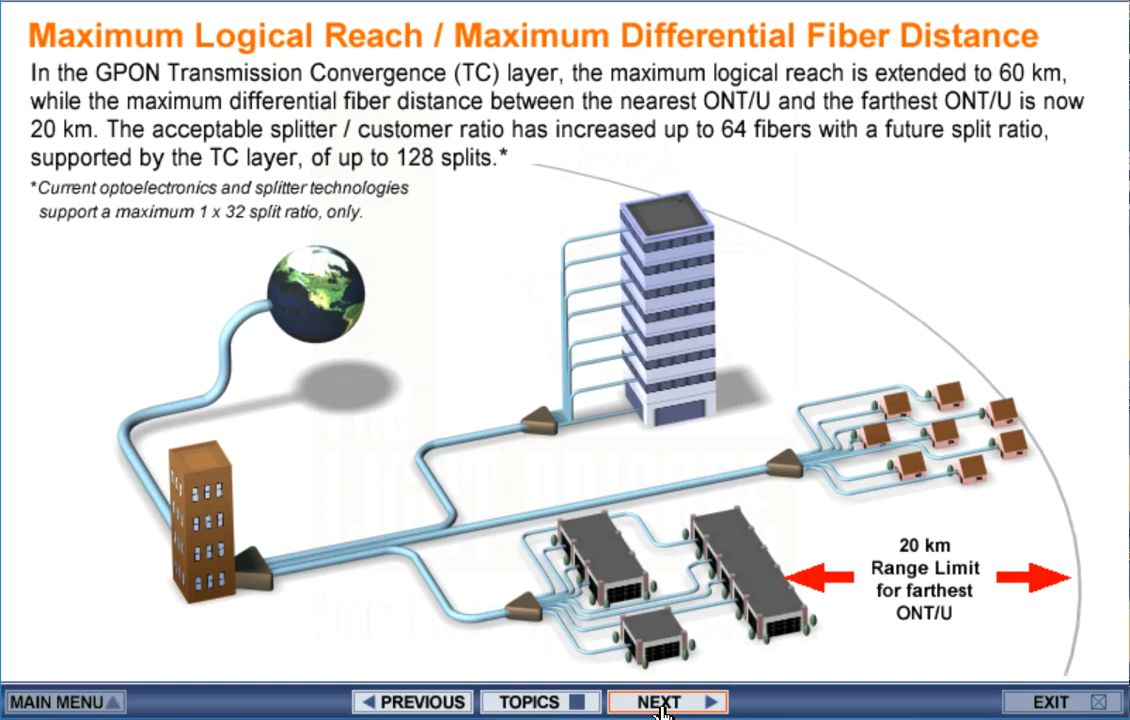 Maximum Logical Reach / Maximum Differential Fiber Distance
In the GPON Transmission Convergence (TC) layer, the maximum logical reach is extended to 60 km,
while the maximum differential fiber distance between the nearest ONT/U and the farthest ONT/U is now
20 km. The acceptable splitter / customer ratio has increased up to 64 fibers with a future split ratio,
supported by the TC layer, of up to 128 splits.*
*Current optoelectronics and splitter technologies
support a maximum 1 x 32 split ratio, only.
20 km
Range Limit
for farthest
ONT/U
MAIN MENU
PREVIOUS
TOPICS
NEXT
EXIT